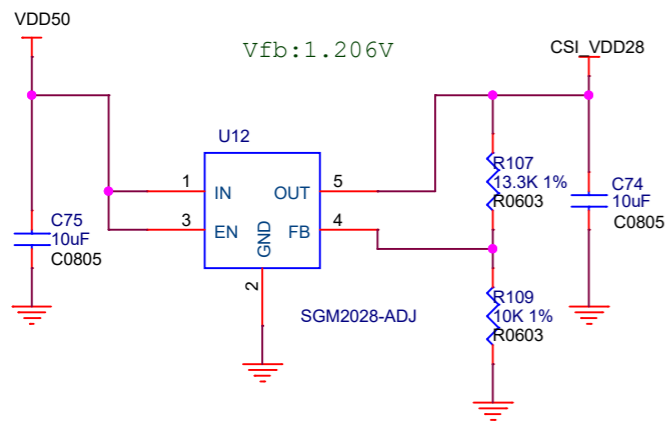 VDD50
Vfb:1.206V
CSI_VDD28
U12
1
IN
OUT
5
3
EN
GND
FB
4
2
R107
13.3K 1%
R0603
C74
10uF
C0805
C75
10uF
C0805
SGM2028-ADJ
R109
10K 1%
R0603